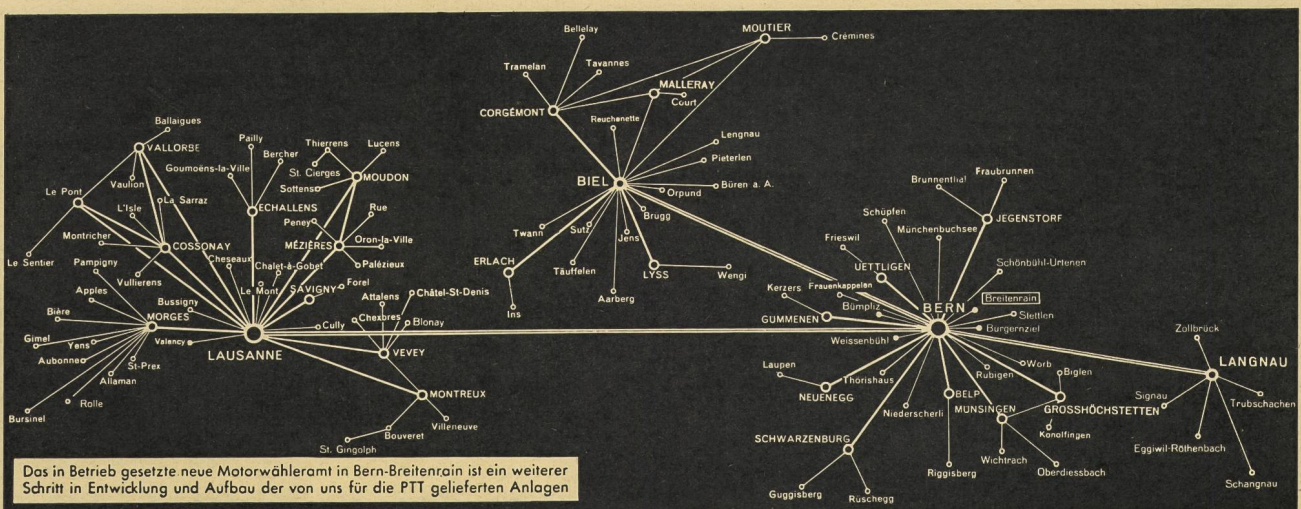 Bellelay
MOUTIER
Crémines
Tramelan
Tavannes
MALLERAY
Court
CORGÉMONT
Reuchenette
Ballaigues
VALLORBE
Pailly
Thierrens
Lucens
Bercher
Goumoëns-la-Ville
St. Cierges
MOUDON
Sottens
Lengnau
Pieterlen
BIEL
Büren a. A.
Orpund
Brügg
Fraubrunnen
Brunnenthal
Vaulion
Le Pont
La Sarraz
L'Isle
ECHALLENS
Peney
Rue
Twann
Sutz
Jens
Schüpfen
JEGENSTORF
Münchenbuchsee
Montricher
COSSONAY
MÉZIÈRES
Oron-la-Ville
Frieswil
Le Sentier
Cheseaux
Chalet-à-Gobet
Palézieux
ERLACH
Täuffelen
LYSS
Wengi
UETTLIGEN
Schönbühl-Urtenen
Pampigny
Vullierens
Le Mont
SAVIGNY
Forel
Aarberg
Kerzers
Frauenkappelen
Breitenrain
Apples
Bussigny
Attalens
Châtel-St-Denis
Ins
Bümpliz
BERN
Stettlen
Bière
MORGES
Cully
Chexbres
Blonay
GÜMMENEN
Burgernziel
Gimel
Yens
Valency
LAUSANNE
VEVEY
Weissenbühl
Zollbrück
Aubonne
St-Prex
Allaman
Laupen
Thörishaus
Rubigen
Worb
Biglen
LANGNAU
Rolle
MONTREUX
NEUENEGG
Niederscherli
BELP
MÜNSINGEN
GROSSHÖCHSTETTEN
Signau
Trubschachen
Bursinel
Villeneuve
Bouveret
St. Gingolph
Konolfingen
SCHWARZENBURG
Eggiwil-Röthenbach
Wichtrach
Riggisberg
Oberdiessbach
Schangnau
Guggisberg
Rüschegg
Das in Betrieb gesetzte neue Motorwähleramt in Bern-Breitenrain ist ein weiterer
Schritt in Entwicklung und Aufbau der von uns für die PTT gelieferten Anlagen